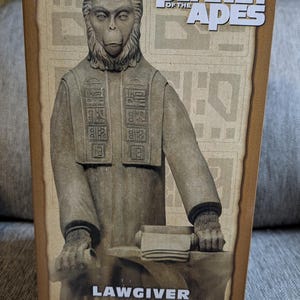 OF THE
APES
LAWGIVER